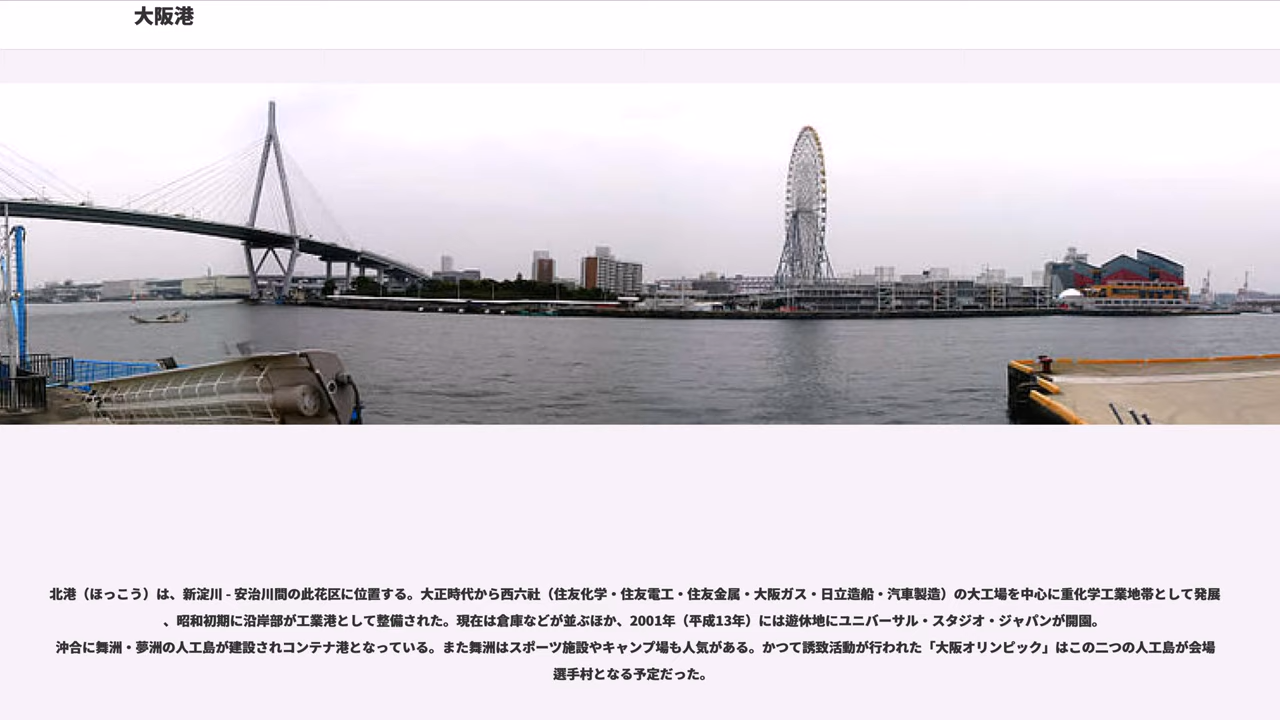 大阪港
北港（ほっこう）は、新淀川 - 安治川間の此花区に位置する。大正時代から西六社（住友化学・住友電工・住友金属・大阪ガス・日立造船・汽車製造）の大工場を中心に重化学工業地帯として発展
、昭和初期に沿岸部が工業港として整備された。現在は倉庫などが並ぶほか、2001年（平成13年）には遊休地にユニバーサル・スタジオ・ジャパンが開園。
沖合に舞洲・夢洲の人工島が建設されコンテナ港となっている。また舞洲はスポーツ施設やキャンプ場も人気がある。かつて誘致活動が行われた「大阪オリンピック」はこの二つの人工島が会場
選手村となる予定だった。